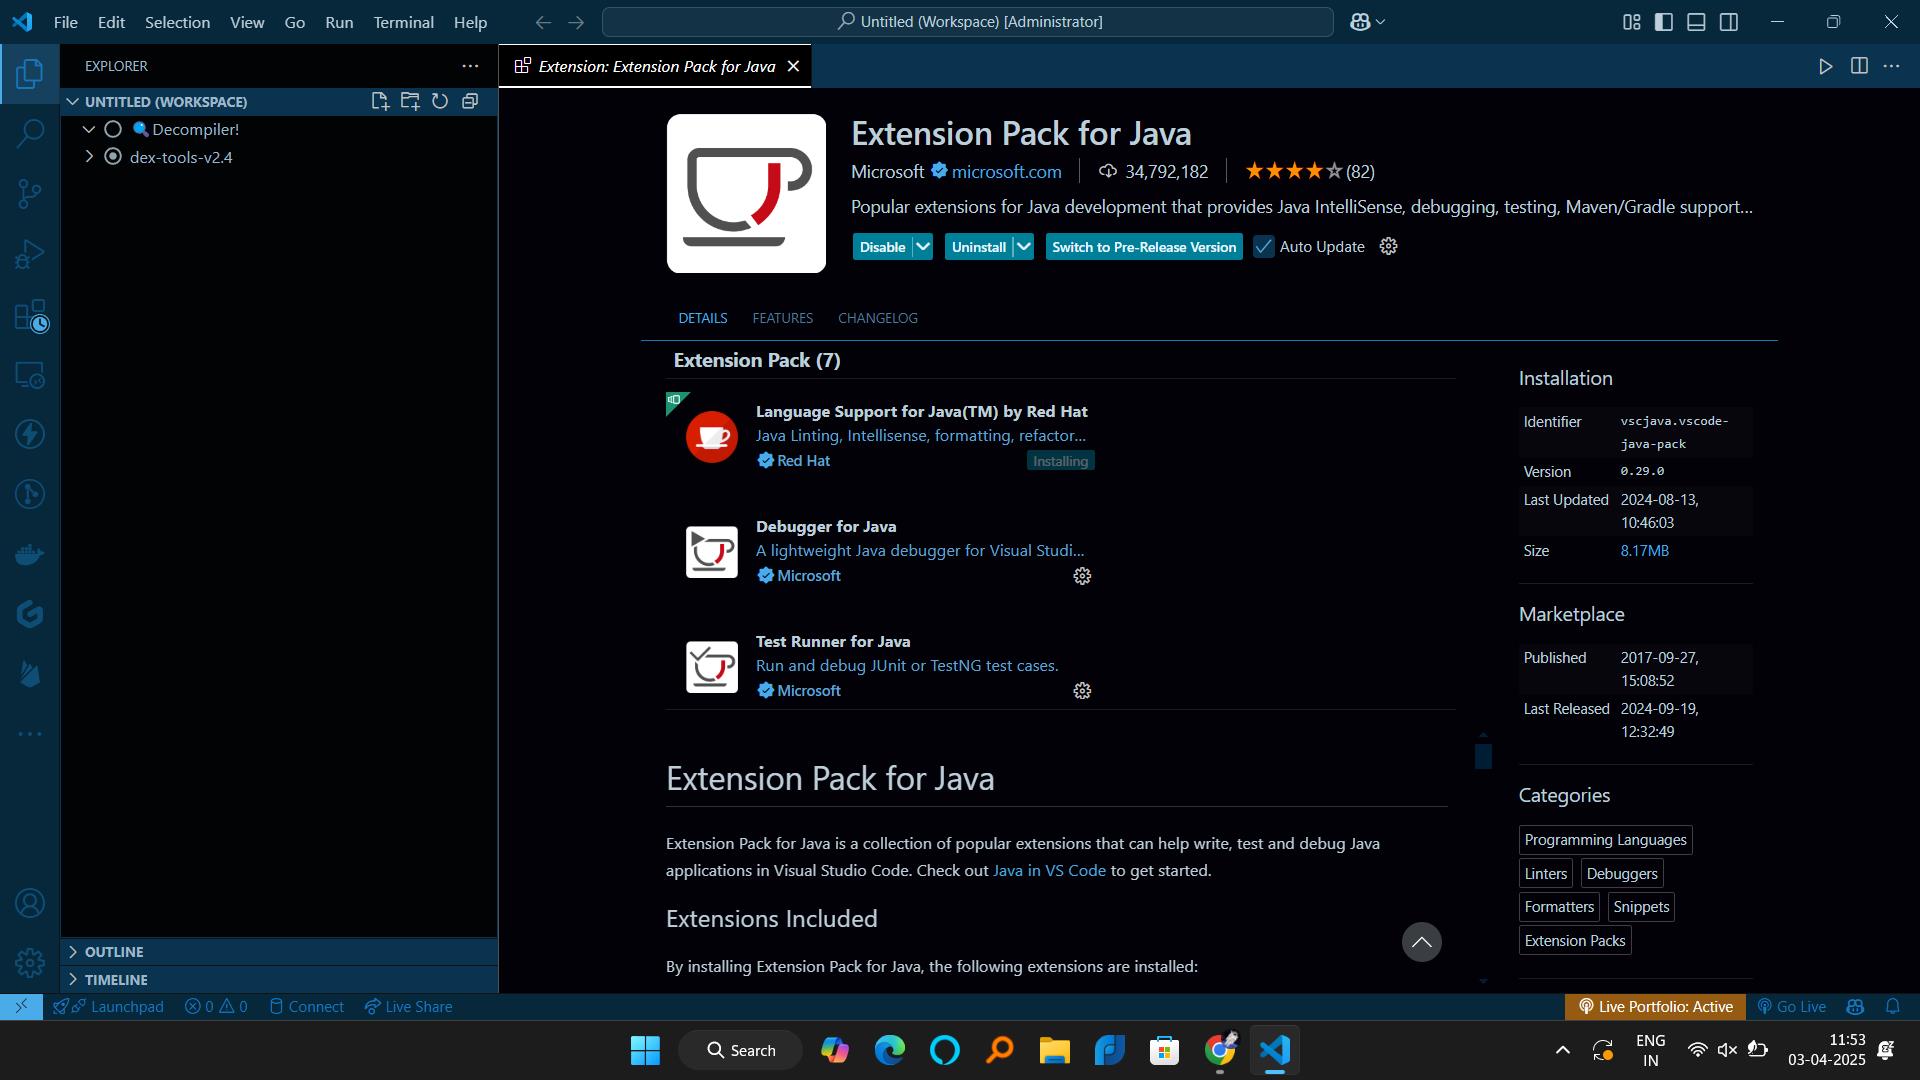 File Edit Selection View Go Run Terminal Help
Untitled (Workspace) [Administrator]
EXPLORER
Extension: Extension Pack for Java
UNTITLED (WORKSPACE)
Decompiler!
dex-tools-v2.4
Extension Pack for Java
Microsoft microsoft.com 34,792,182 (82)
Popular extensions for Java development that provides Java IntelliSense, debugging, testing, Maven/Gradle support...
Disable Uninstall Switch to Pre-Release Version Auto Update
DETAILS FEATURES CHANGELOG
Extension Pack (7)
Language Support for Java(TM) by Red Hat
Java Linting, Intellisense, formatting, refactor...
Red Hat Installing
Debugger for Java
A lightweight Java debugger for Visual Studi...
Microsoft
Test Runner for Java
Run and debug JUnit or TestNG test cases.
Microsoft
Extension Pack for Java
Extension Pack for Java is a collection of popular extensions that can help write, test and debug Java
applications in Visual Studio Code. Check out Java in VS Code to get started.
Extensions Included
By installing Extension Pack for Java, the following extensions are installed:
Installation
Identifier vscjava.vscode-
java-pack
Version 0.29.0
Last Updated 2024-08-13,
10:46:03
Size 8.17MB
Marketplace
Published 2017-09-27,
15:08:52
Last Released 2024-09-19,
12:32:49
Categories
Programming Languages
Linters Debuggers
Formatters Snippets
Extension Packs
OUTLINE
TIMELINE
Launchpad 0 0 Connect Live Share
Live Portfolio: Active Go Live
Search
ENG
IN
11:53
03-04-2025